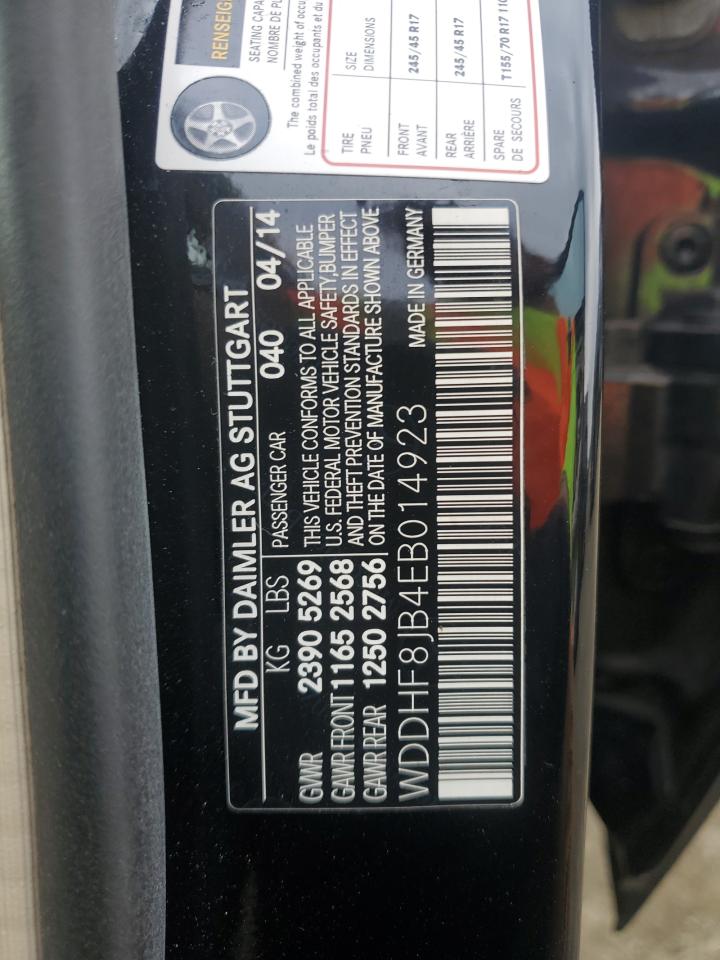 RENSEIG
SEATING CAPA
NOMBRE DE
The combined weight of occu
Le poids total des occupants et du
TIRE SIZE
PNEU DIMENSIONS
FRONT 245/45 R17
AVANT
REAR 245/45 R17
ARRIÈRE
SPARE T155/70 R17 110
DE SECOURS
MFD BY DAIMLER AG STUTTGART
KG LBS PASSENGER CAR 040 04/14
GVWR 2390 5269 THIS VEHICLE CONFORMS TO ALL APPLICABLE
U.S. FEDERAL MOTOR VEHICLE SAFETY,BUMPER
GAWR FRONT 1165 2568 AND THEFT PREVENTION STANDARDS IN EFFECT
GAWR REAR 1250 2756 ON THE DATE OF MANUFACTURE SHOWN ABOVE
WDDHF8JB4EB014923 MADE IN GERMANY